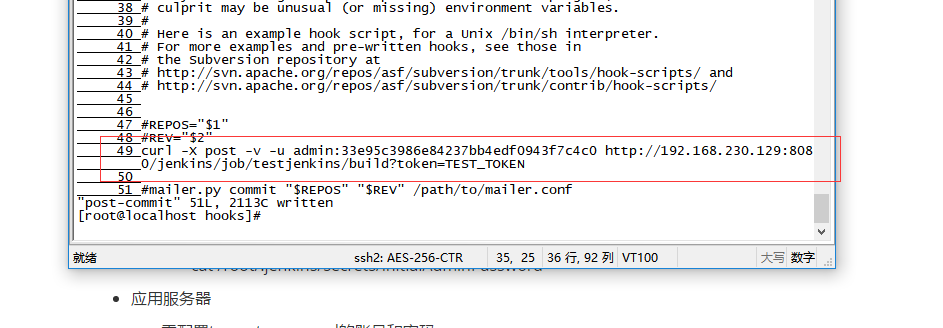 38 # culprit may be unusual (or missing) environment variables.
39 #
40 # Here is an example hook script, for a Unix /bin/sh interpreter.
41 # For more examples and pre-written hooks, see those in
42 # the Subversion repository at
43 # http://svn.apache.org/repos/asf/subversion/trunk/tools/hook-scripts/ and
44 # http://svn.apache.org/repos/asf/subversion/trunk/contrib/hook-scripts/
45
46
47 #REPOS="$1"
48 #REV="$2"
49 curl -X post -v -u admin:33e95c3986e84237bb4edf0943f7c4c0 http://192.168.230.129:808
0/jenkins/job/testjenkins/build?token=TEST_TOKEN
50
51 #mailer.py commit "$REPOS" "$REV" /path/to/mailer.conf
"post-commit" 51L, 2113C written
[root@localhost hooks]#
就绪 ssh2: AES-256-CTR 35, 25 36 行, 92 列 VT100 大写 数字
应用服务器